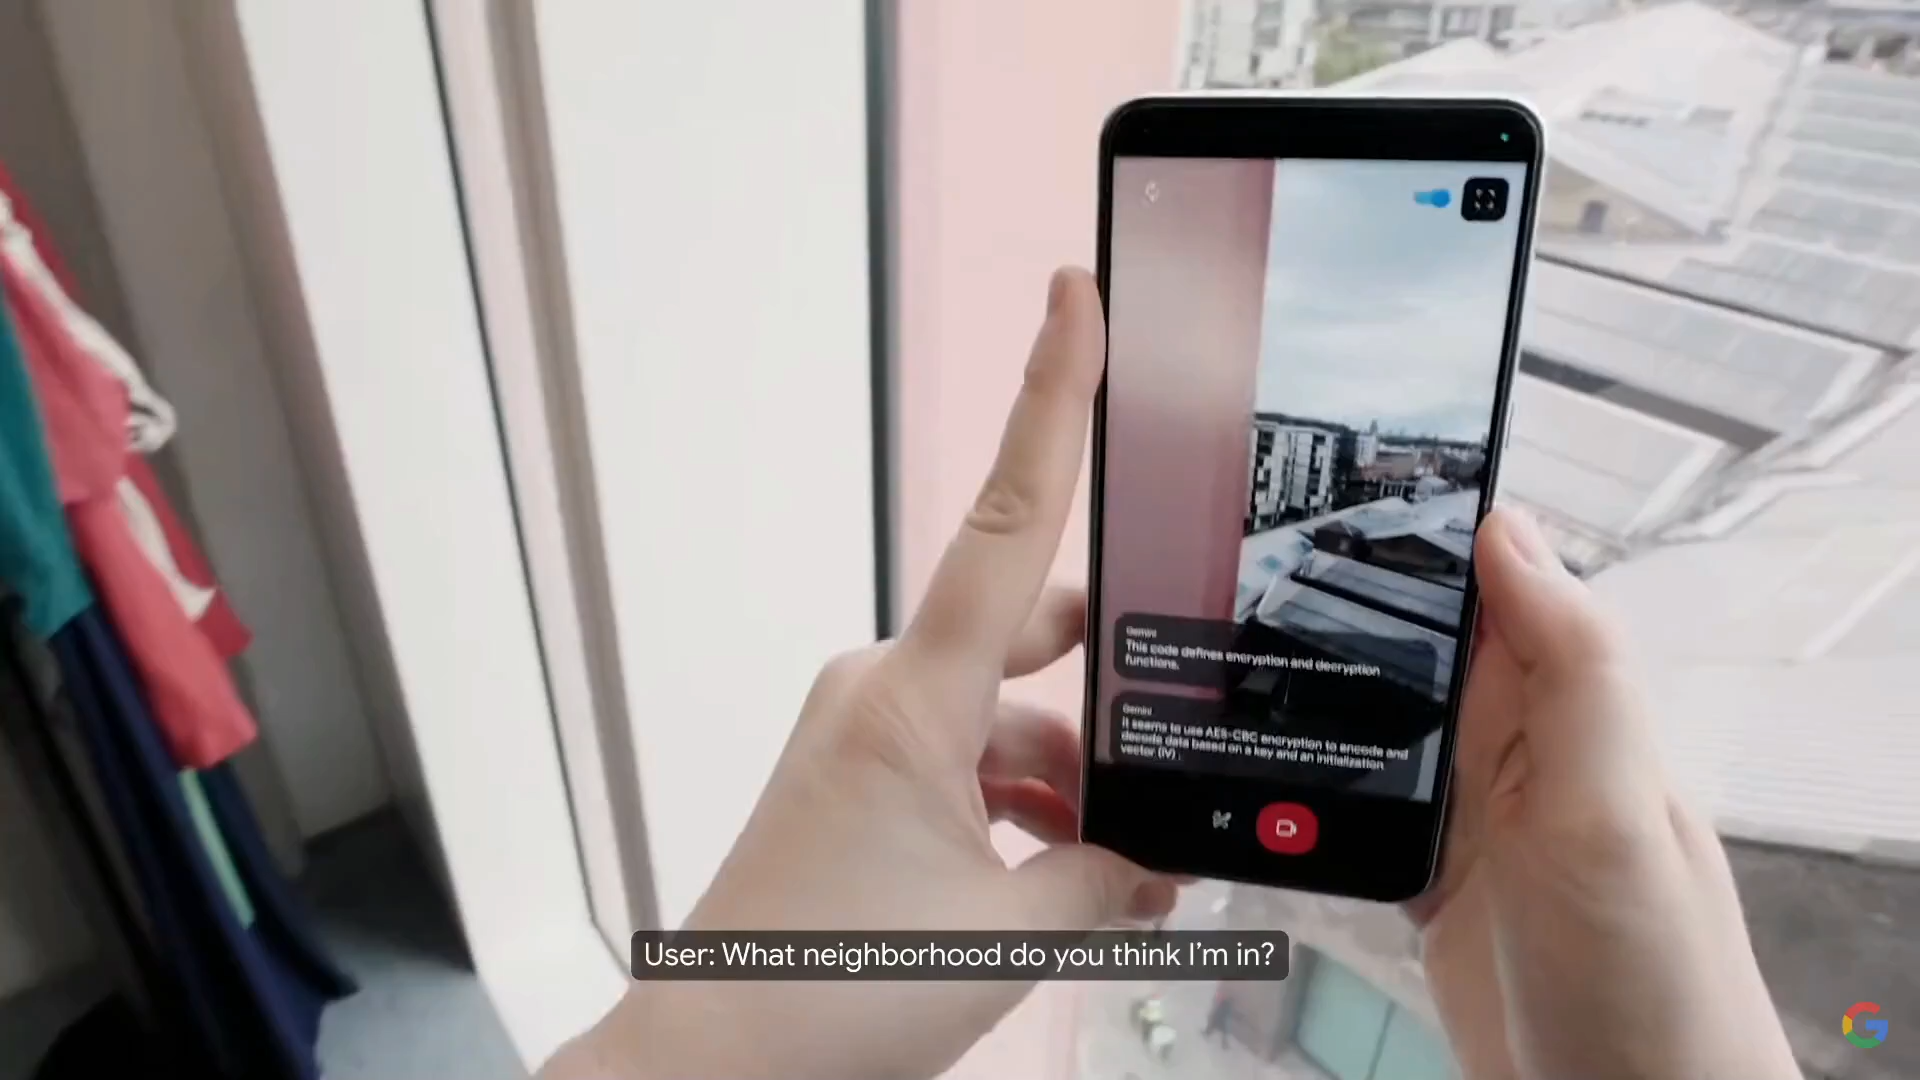 Gemini
This code defines encryption and decryption
functions.
Gemini
It seems to use AES-CBC encryption to encode and
decode data based on a key and an initialization
vector (IV) .
User: What neighborhood do you think I'm in?
G